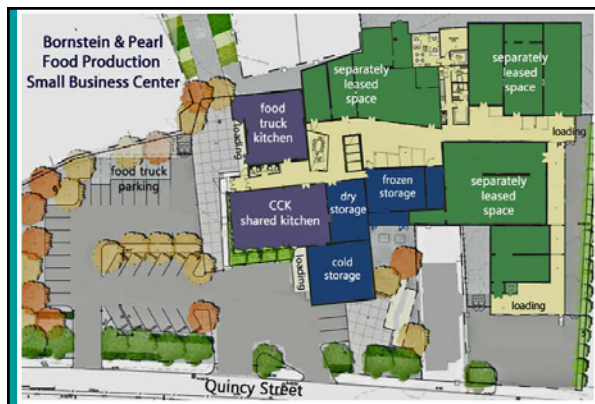 Bornstein & Pearl
Food Production
Small Business Center
separately
leased
space
separately
leased
space
food
truck
kitchen
loading
loading
food truck
parking
CCK
shared kitchen
dry
storage
frozen
storage
separately
leased
space
loading
cold
storage
loading
Quincy Street